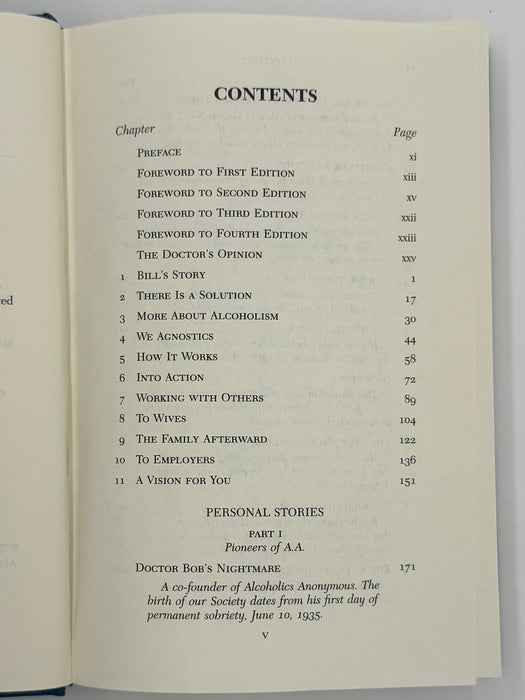 CONTENTS
Chapter Page
PREFACE xi
FOREWORD TO FIRST EDITION xiii
FOREWORD TO SECOND EDITION xv
FOREWORD TO THIRD EDITION xxii
FOREWORD TO FOURTH EDITION xxiii
THE DOCTOR'S OPINION xxv
1 BILL'S STORY 1
2 THERE IS A SOLUTION 17
3 MORE ABOUT ALCOHOLISM 30
4 WE AGNOSTICS 44
5 HOW IT WORKS 58
6 INTO ACTION 72
7 WORKING WITH OTHERS 89
8 TO WIVES 104
9 THE FAMILY AFTERWARD 122
10 TO EMPLOYERS 136
11 A VISION FOR YOU 151
PERSONAL STORIES
PART I
Pioneers of A.A.
DOCTOR BOB'S NIGHTMARE 171
A co-founder of Alcoholics Anonymous. The
birth of our Society dates from his first day of
permanent sobriety, June 10, 1935.
v